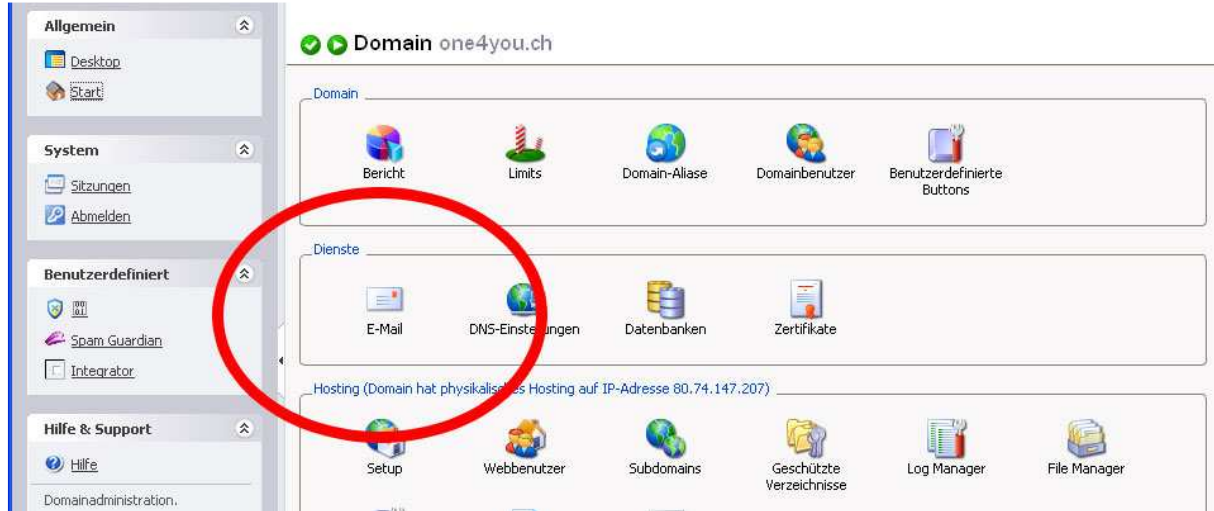 Allgemein
Desktop
Start
System
Sitzungen
Abmelden
Benutzerdefiniert
Spam Guardian
Integrator
Hilfe & Support
Hilfe
Domainadministration.
Domain one4you.ch
Domain
Bericht
Limits
Domain-Aliase
Domainbenutzer
Benutzerdefinierte
Buttons
Dienste
E-Mail
DNS-Einstellungen
Datenbanken
Zertifikate
Hosting (Domain hat physikalisches Hosting auf IP-Adresse 80.74.147.207)
Setup
Webbenutzer
Subdomains
Geschützte
Verzeichnisse
Log Manager
File Manager